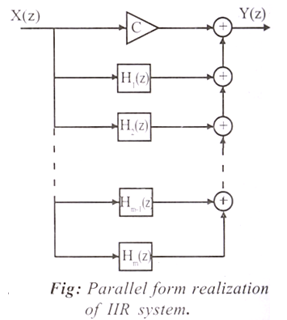 X(z) C + Y(z)
H₁(z) +
H₂(z) +
Hₘ₋₁(z) +
Hₘ(z)
Fig: Parallel form realization
of IIR system.